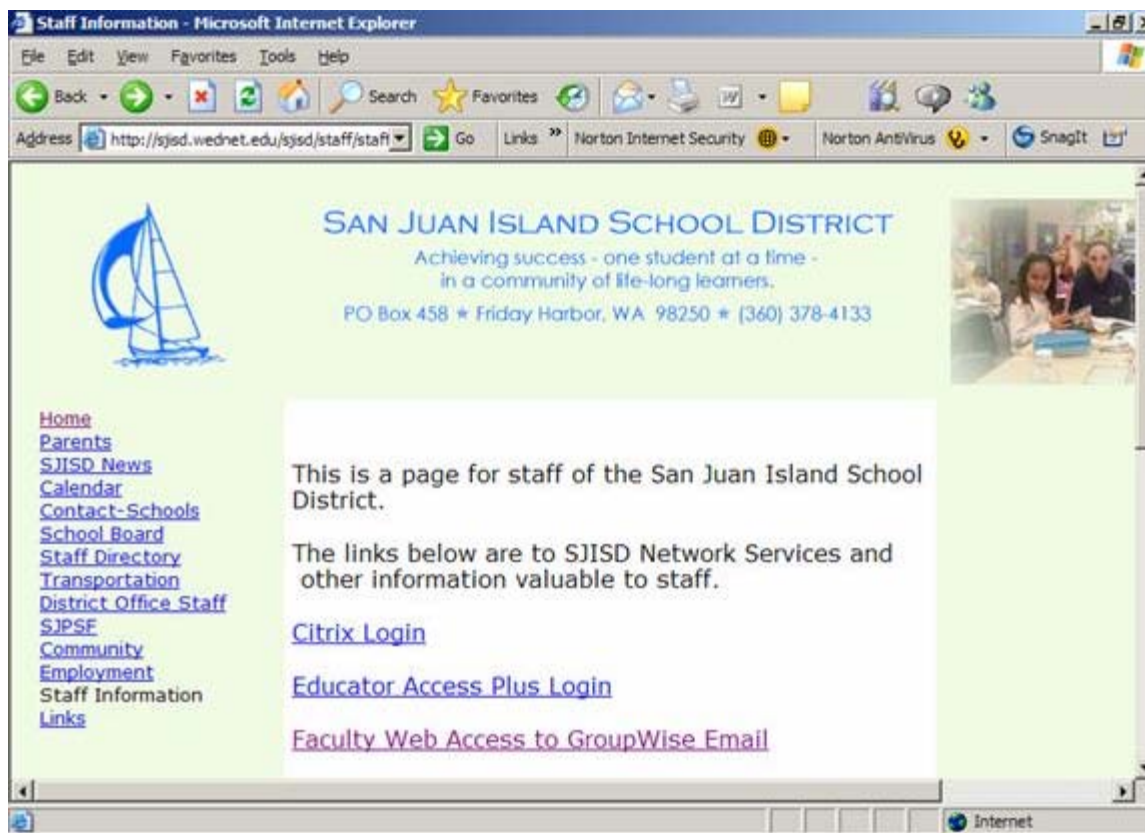 Staff Information - Microsoft Internet Explorer
File Edit View Favorites Tools Help
Back Search Favorites
Address http://sjisd.wednet.edu/sjisd/staff/staff Go Links » Norton Internet Security Norton AntiVirus SnagIt
SAN JUAN ISLAND SCHOOL DISTRICT
Achieving success - one student at a time -
in a community of life-long learners.
PO Box 458 * Friday Harbor, WA 98250 * (360) 378-4133
Home
Parents
SJISD News
Calendar
Contact-Schools
School Board
Staff Directory
Transportation
District Office Staff
SJPSF
Community
Employment
Staff Information
Links
This is a page for staff of the San Juan Island School
District.
The links below are to SJISD Network Services and
other information valuable to staff.
Citrix Login
Educator Access Plus Login
Faculty Web Access to GroupWise Email
Internet